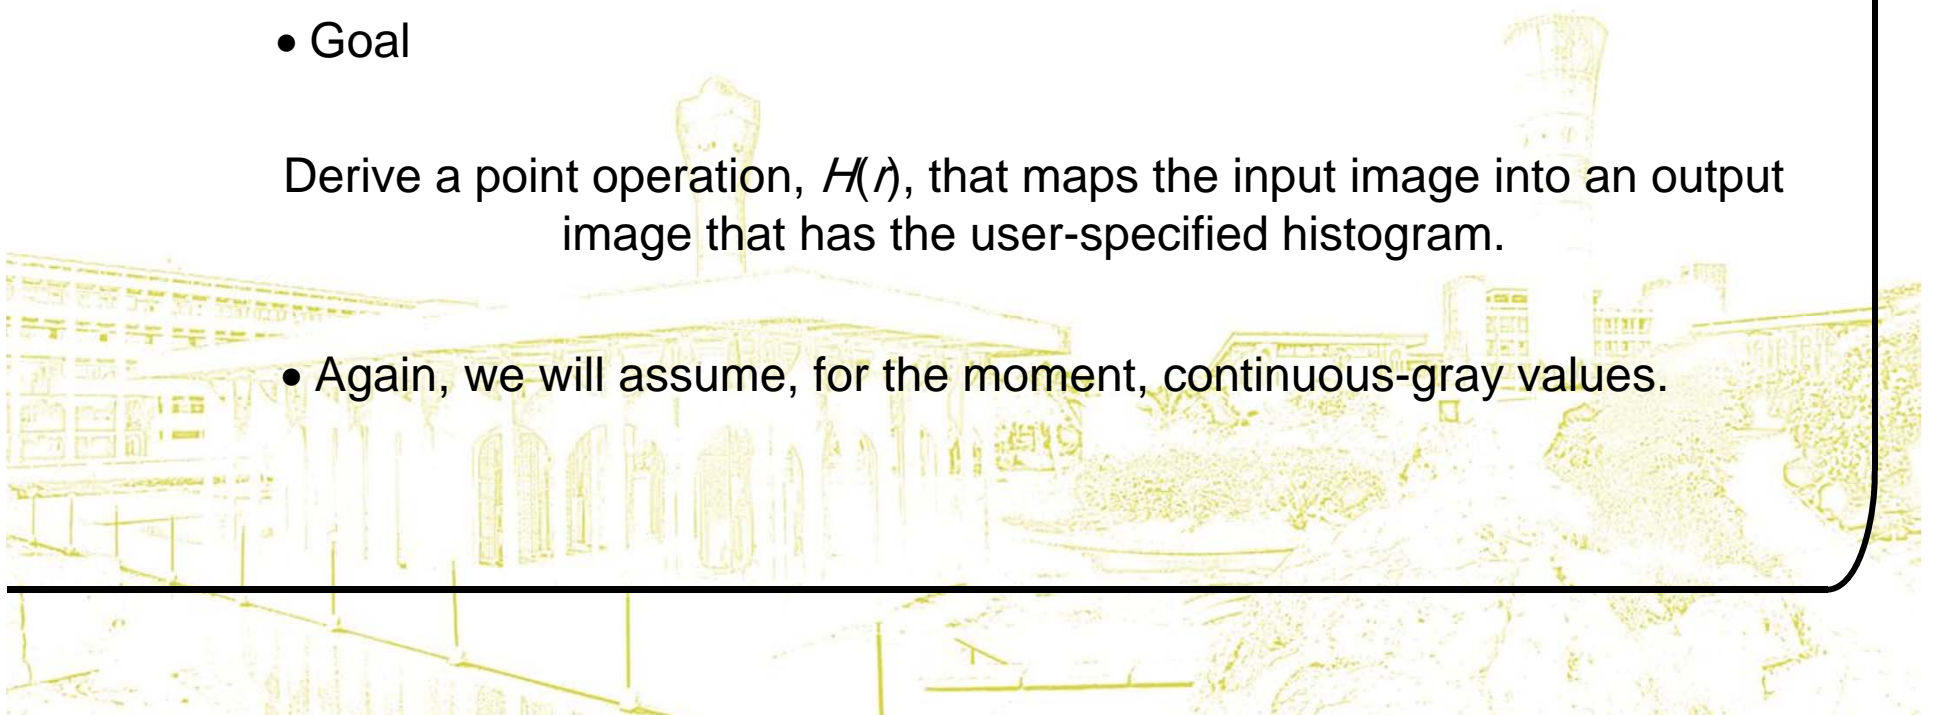 • Goal
Derive a point operation, H(r), that maps the input image into an output
image that has the user-specified histogram.
• Again, we will assume, for the moment, continuous-gray values.